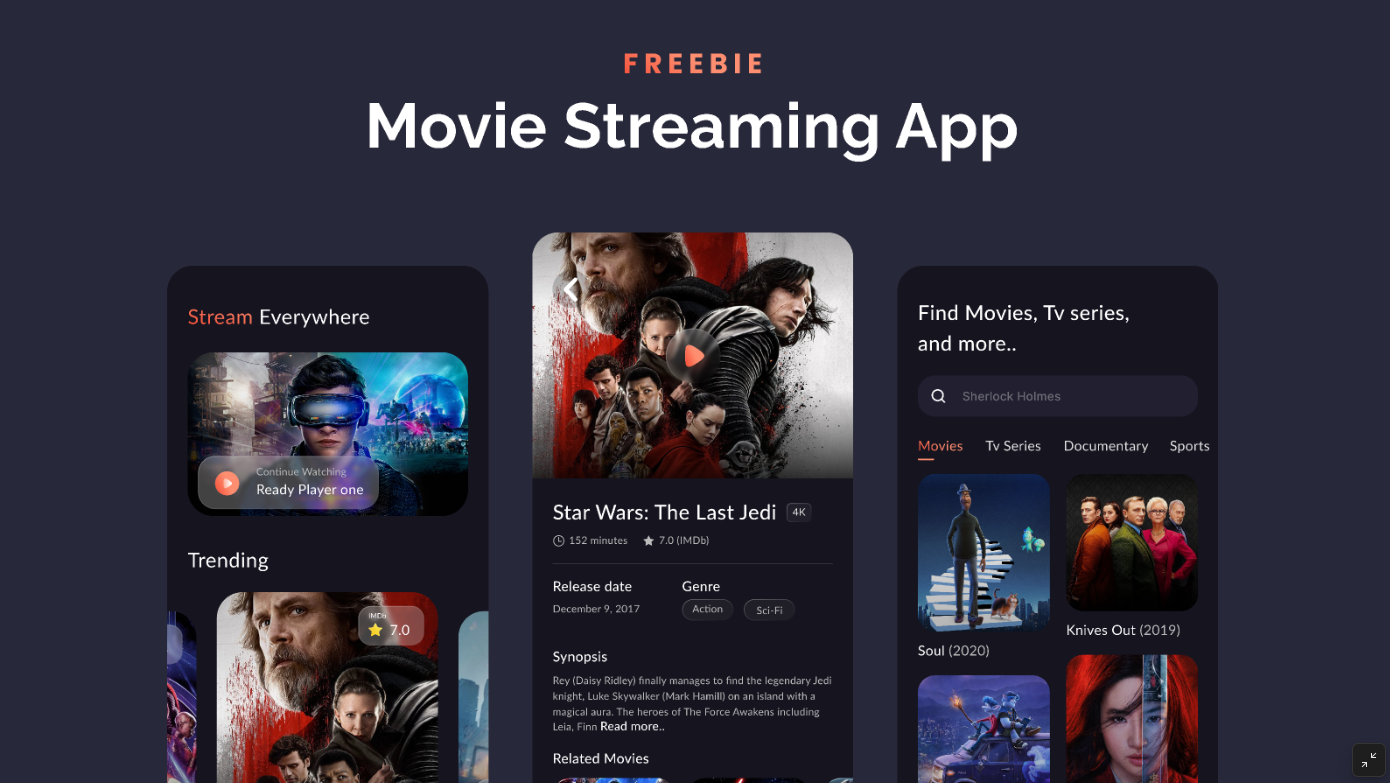 FREEBIE
Movie Streaming App
Stream Everywhere
Continue Watching
Ready Player one
Trending
IMDb
7.0
Star Wars: The Last Jedi 4K
152 minutes 7.0 (IMDb)
Release date Genre
December 9, 2017 Action Sci-Fi
Synopsis
Rey (Daisy Ridley) finally manages to find the legendary Jedi
knight, Luke Skywalker (Mark Hamill) on an island with a
magical aura. The heroes of The Force Awakens including
Leia, Finn Read more..
Related Movies
Find Movies, Tv series,
and more..
Sherlock Holmes
Movies Tv Series Documentary Sports
Soul (2020)
Knives Out (2019)